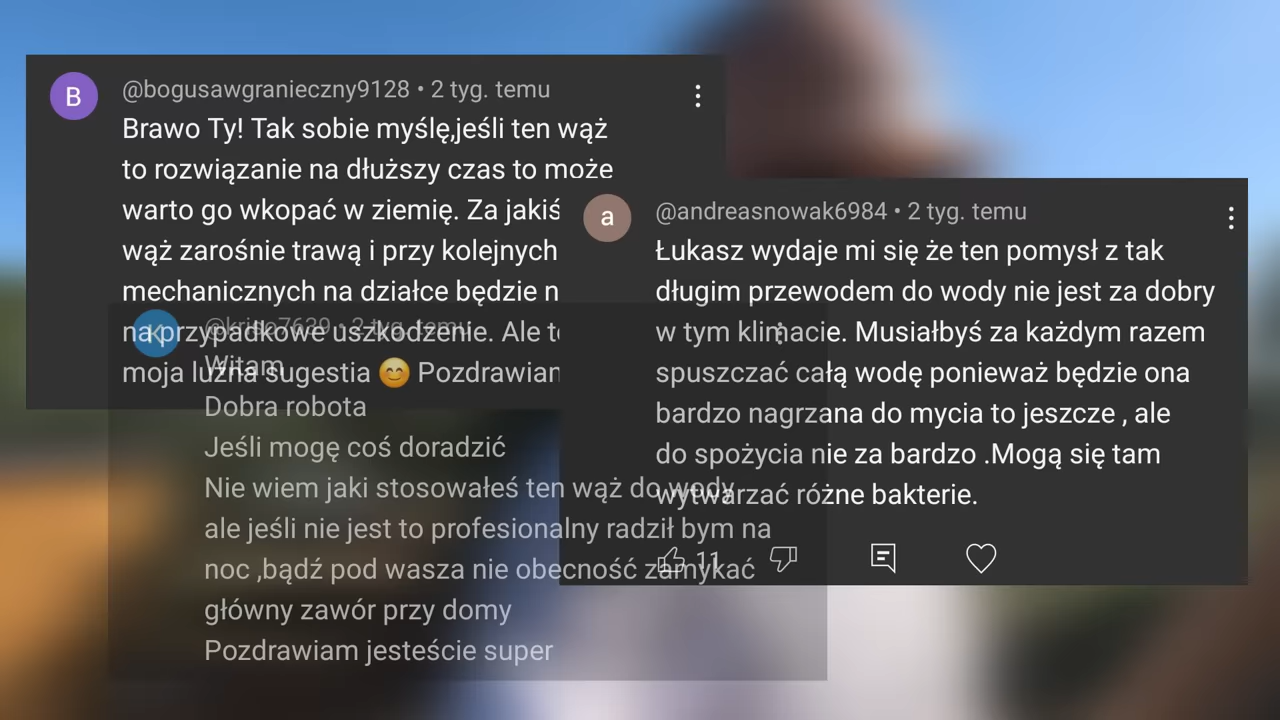 B
@bogusawgranieczny9128 • 2 tyg. temu
Brawo Ty! Tak sobie myślę,jeśli ten wąż
to rozwiązanie na dłuższy czas to może
warto go wkopać w ziemię. Za jakiś
wąż zarośnie trawą i przy kolejnych
mechanicznych na działce będzie
na przypadkowe uszkodzenie. Ale
moja luźna sugestia 😊
a
@andreasnowak6984 • 2 tyg. temu
Łukasz wydaje mi się że ten pomysł z tak
długim przewodem do wody nie jest za dobry
w tym klimacie. Musiałbyś za każdym razem
spuszczać całą wodę ponieważ będzie ona
bardzo nagrzana do mycia to jeszcze , ale
do spożycia nie za bardzo .Mogą się tam
wytwarzać różne bakterie.
11
K
@kriso7629 • 2 tyg. temu
Witam
Dobra robota
Jeśli mogę coś doradzić
Nie wiem jaki stosowałeś ten wąż do wody
ale jeśli nie jest to profesionalny radził bym na
noc ,bądź pod wasza nie obecność zamykać
główny zawór przy domy
Pozdrawiam jesteście super